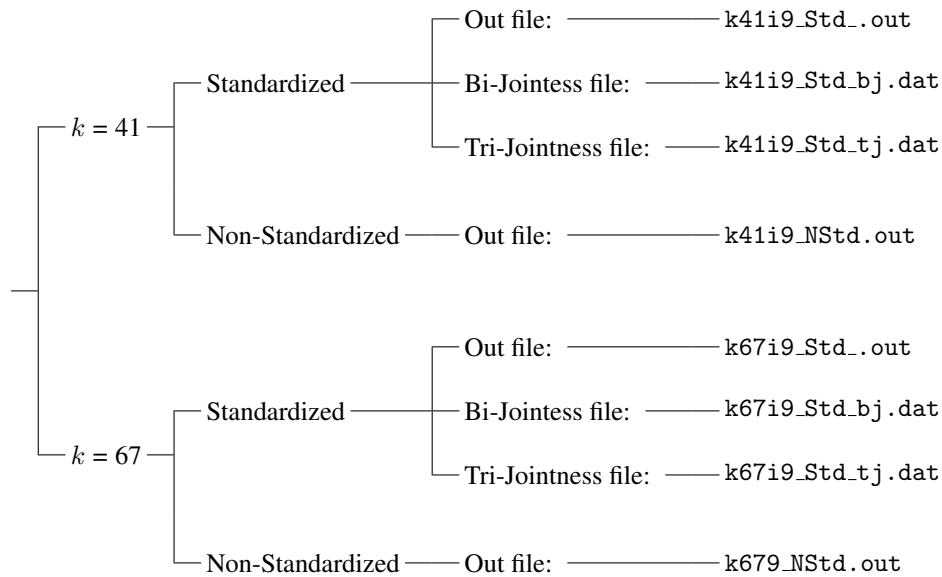 Out file: k41i9_Std_.out
Standardized Bi-Jointess file: k41i9_Std_bj.dat
k = 41
Tri-Jointness file: k41i9_Std_tj.dat
Non-Standardized Out file: k41i9_NStd.out
Out file: k67i9_Std_.out
Standardized Bi-Jointess file: k67i9_Std_bj.dat
k = 67
Tri-Jointness file: k67i9_Std_tj.dat
Non-Standardized Out file: k679_NStd.out